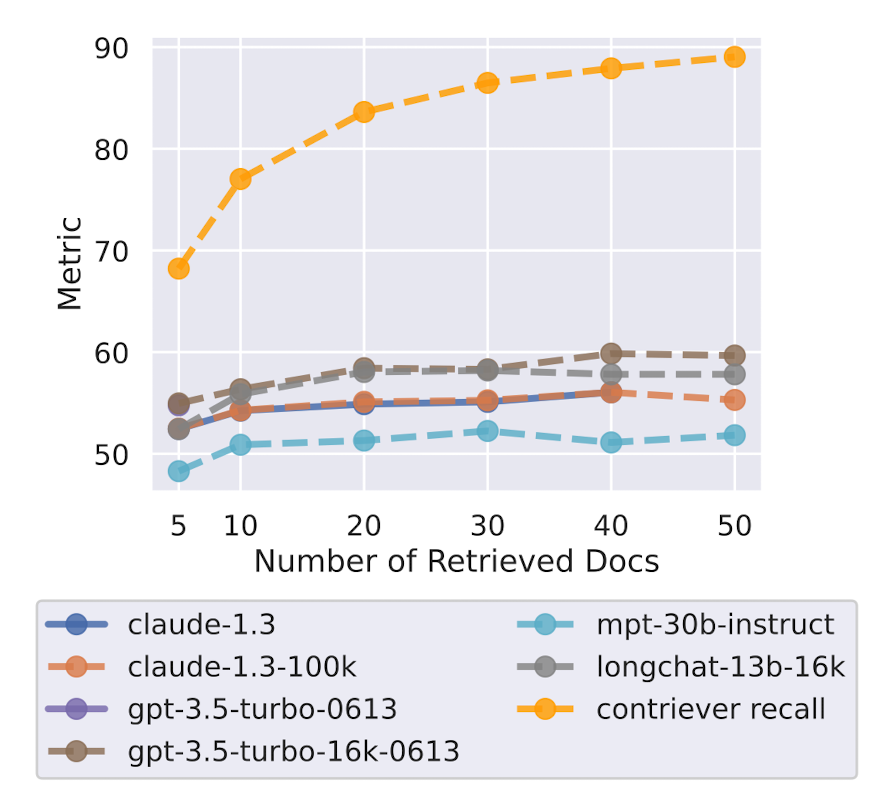 90
80
70
60
50
Metric
5 10 20 30 40 50
Number of Retrieved Docs
claude-1.3
claude-1.3-100k
gpt-3.5-turbo-0613
gpt-3.5-turbo-16k-0613
mpt-30b-instruct
longchat-13b-16k
contriever recall